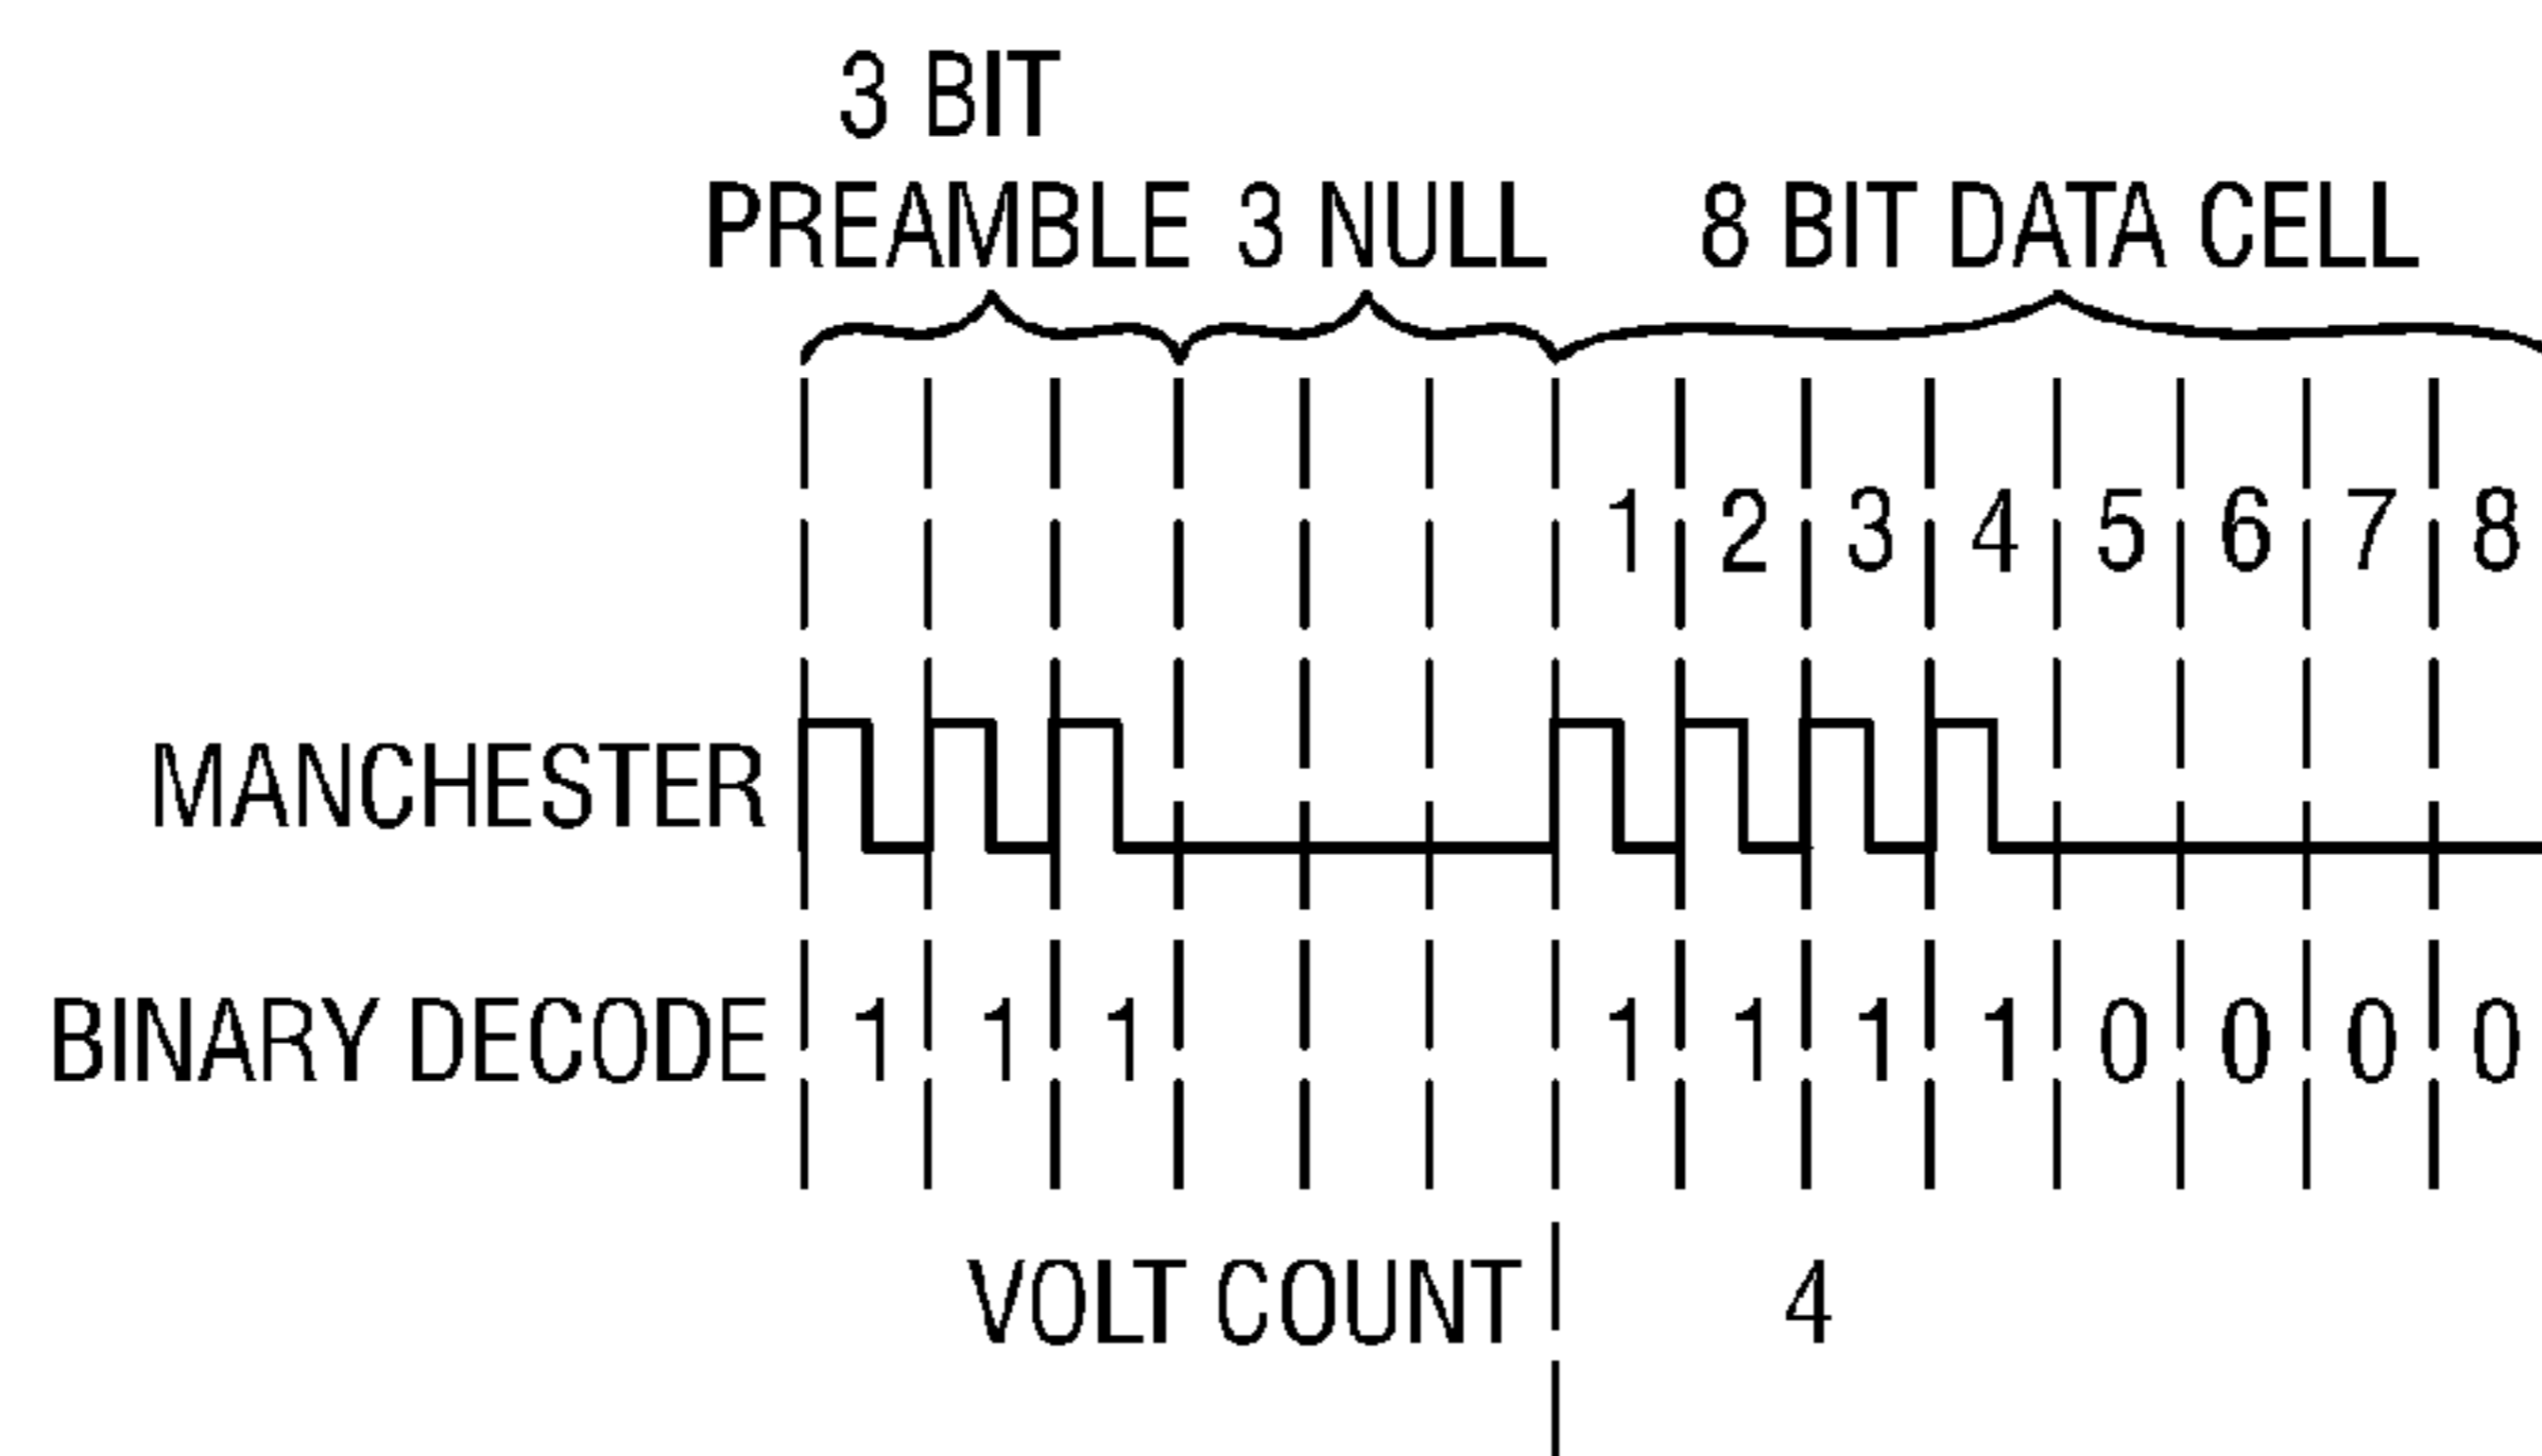 3 BIT
PREAMBLE 3 NULL 8 BIT DATA CELL
1 2 3 4 5 6 7 8
MANCHESTER
BINARY DECODE 1 1 1 1 1 1 1 0 0 0 0
VOLT COUNT 4